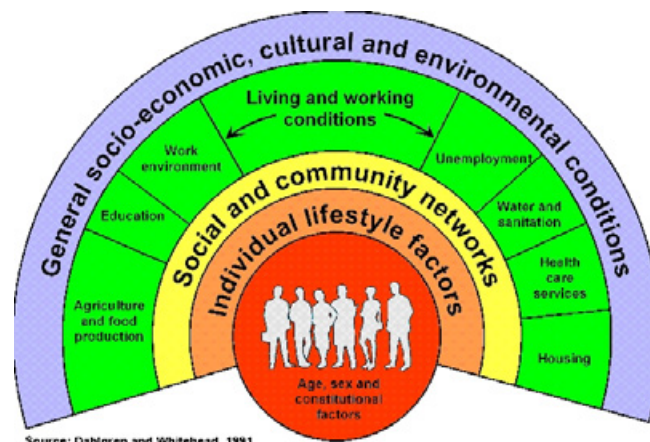 General socio-economic, cultural and environmental conditions
Living and working
conditions
Work
environment
Unemployment
Education
Water and
sanitation
Social and community networks
Individual lifestyle factors
Health
care
services
Agriculture
and food
production
Housing
Age, sex and
constitutional
factors
Source: Dahlgren and Whitehead, 1991